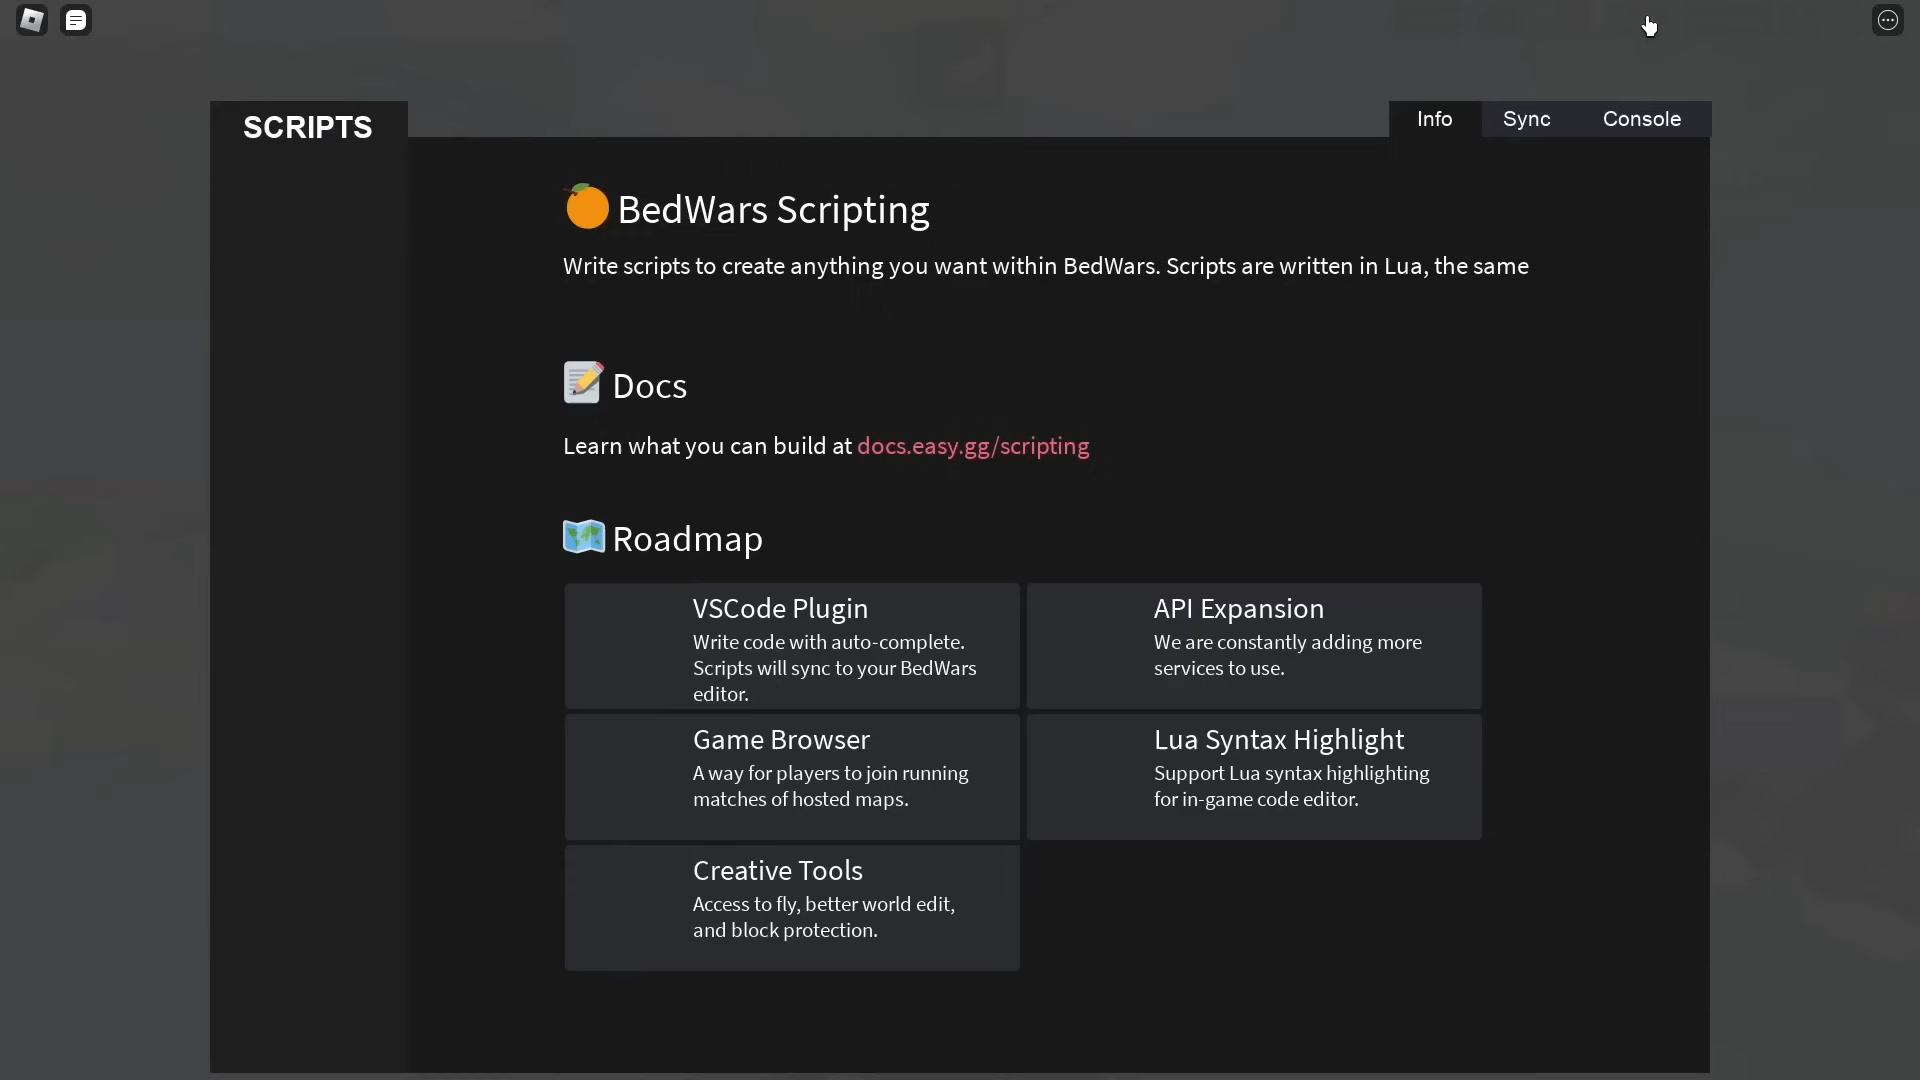 SCRIPTS
Info Sync Console
BedWars Scripting
Write scripts to create anything you want within BedWars. Scripts are written in Lua, the same
Docs
Learn what you can build at docs.easy.gg/scripting
Roadmap
VSCode Plugin
Write code with auto-complete.
Scripts will sync to your BedWars
editor.
API Expansion
We are constantly adding more
services to use.
Game Browser
A way for players to join running
matches of hosted maps.
Lua Syntax Highlight
Support Lua syntax highlighting
for in-game code editor.
Creative Tools
Access to fly, better world edit,
and block protection.